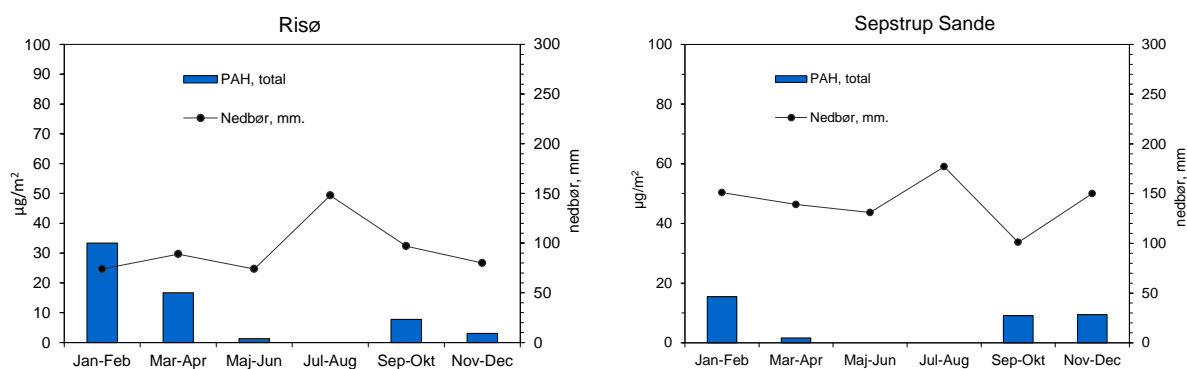 Risø
100
90
80
70
60
50
40
30
20
10
0
µg/m²
300
250
200
150
100
50
0
nedbør, mm
PAH, total
Nedbør, mm.
Jan-Feb Mar-Apr Maj-Jun Jul-Aug Sep-Okt Nov-Dec
Sepstrup Sande
100
80
60
40
20
0
µg/m²
300
250
200
150
100
50
0
nedbør, mm
PAH, total
Nedbør, mm.
Jan-Feb Mar-Apr Maj-Jun Jul-Aug Sep-Okt Nov-Dec